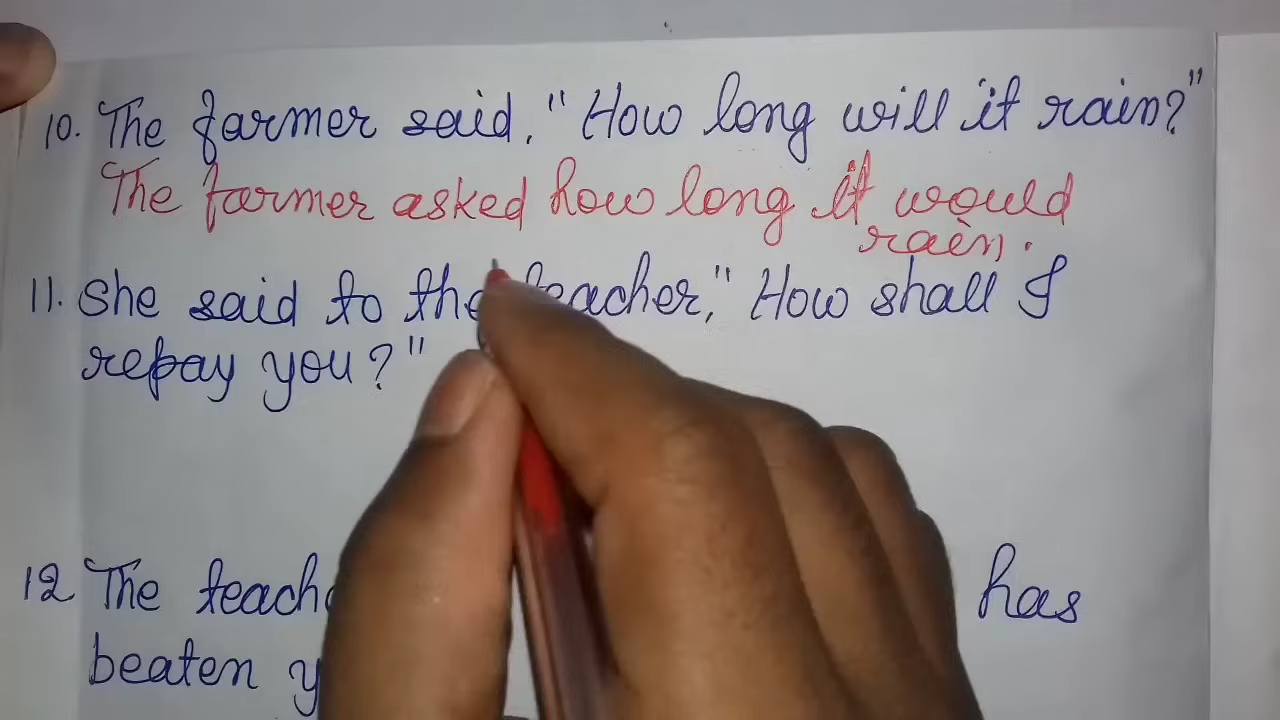 10. The farmer said, "How long will it rain?"
The farmer asked how long it would
rain.
11. She said to the teacher, "How shall I
repay you?"
12 The has
beaten